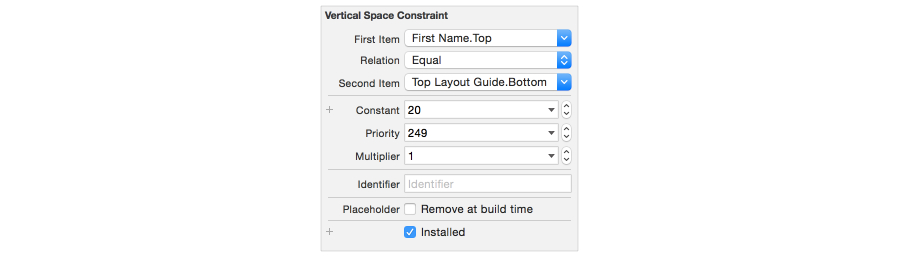 Vertical Space Constraint
First Item First Name.Top
Relation Equal
Second Item Top Layout Guide.Bottom
+ Constant 20
Priority 249
Multiplier 1
Identifier Identifier
Placeholder Remove at build time
+ Installed